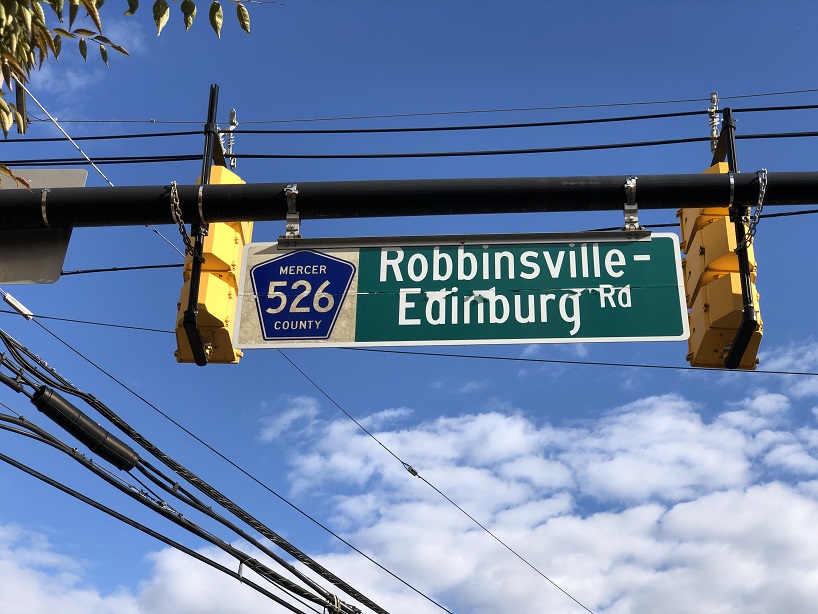 MERCER
526
COUNTY
Robbinsville-
Edinburg Rd